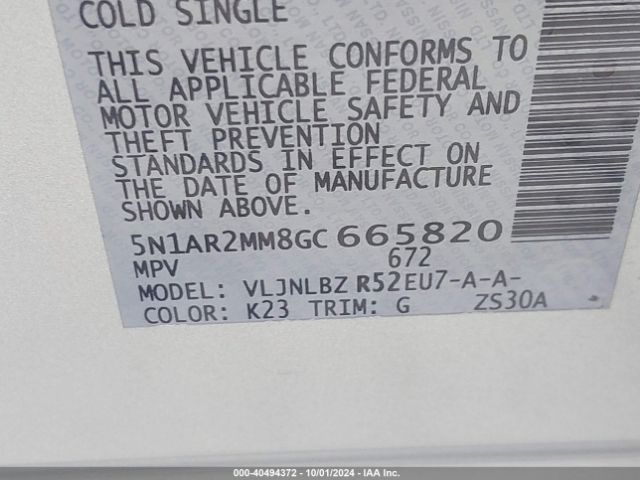 COLD SINGLE
THIS VEHICLE CONFORMS TO
ALL APPLICABLE FEDERAL
MOTOR VEHICLE SAFETY AND
THEFT PREVENTION
STANDARDS IN EFFECT ON
THE DATE OF MANUFACTURE
SHOWN ABOVE.
5N1AR2MM8GC 665820
MPV 672
MODEL: VLJNLBZ R52EU7-A-A-
COLOR: K23 TRIM: G ZS30A
000-40494372 - 10/01/2024 - IAA Inc.